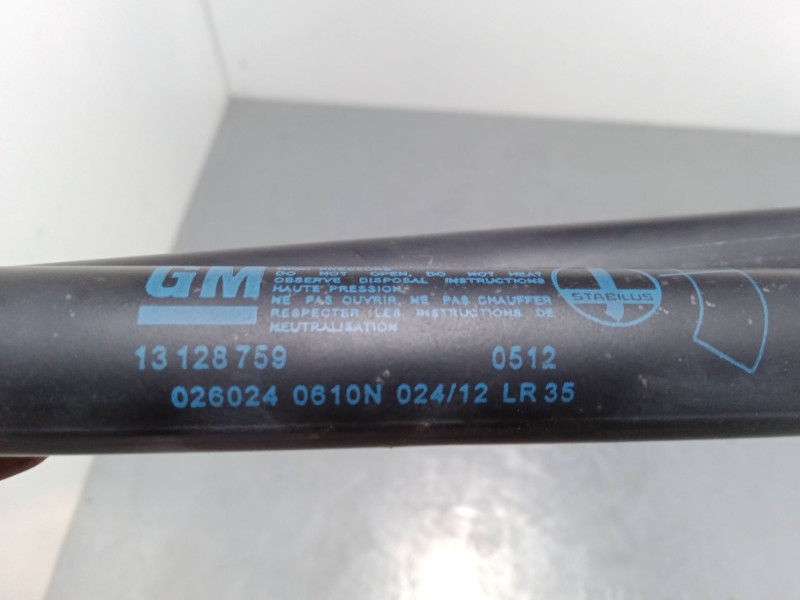 GM
DO NOT OPEN, DO NOT HEAT
OBSERVE DISPOSAL INSTRUCTIONS
HAUTE PRESSION
NE PAS OUVRIR, NE PAS CHAUFFER
RESPECTER LES INSTRUCTIONS DE
NEUTRALISATION
STABILUS
13 128 759 0512
026024 0610N 024/12 LR 35